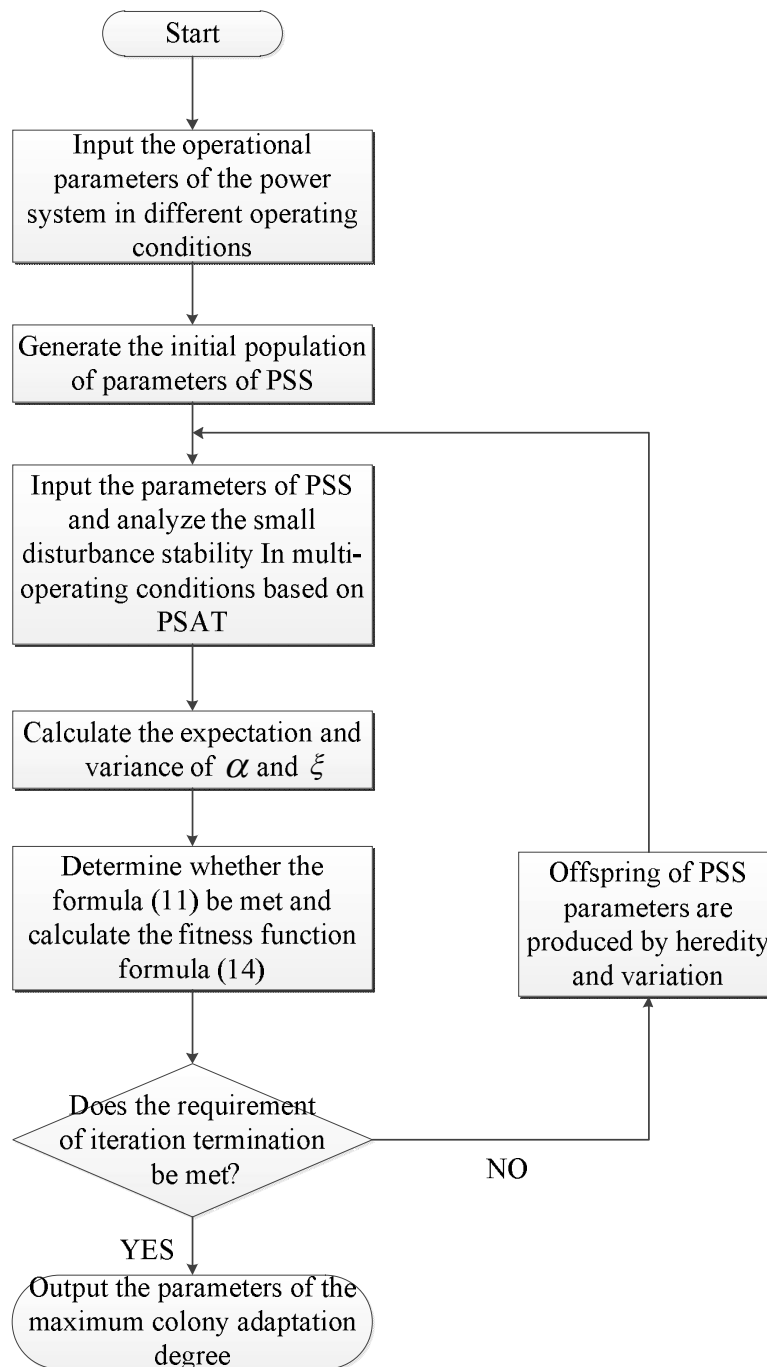 Start
Input the operational
parameters of the power
system in different operating
conditions
Generate the initial population
of parameters of PSS
Input the parameters of PSS
and analyze the small
disturbance stability In multi-
operating conditions based on
PSAT
Calculate the expectation and
variance of α and ξ
Determine whether the
formula (11) be met and
calculate the fitness function
formula (14)
Offspring of PSS
parameters are
produced by heredity
and variation
Does the requirement
of iteration termination
be met?
NO
YES
Output the parameters of the
maximum colony adaptation
degree